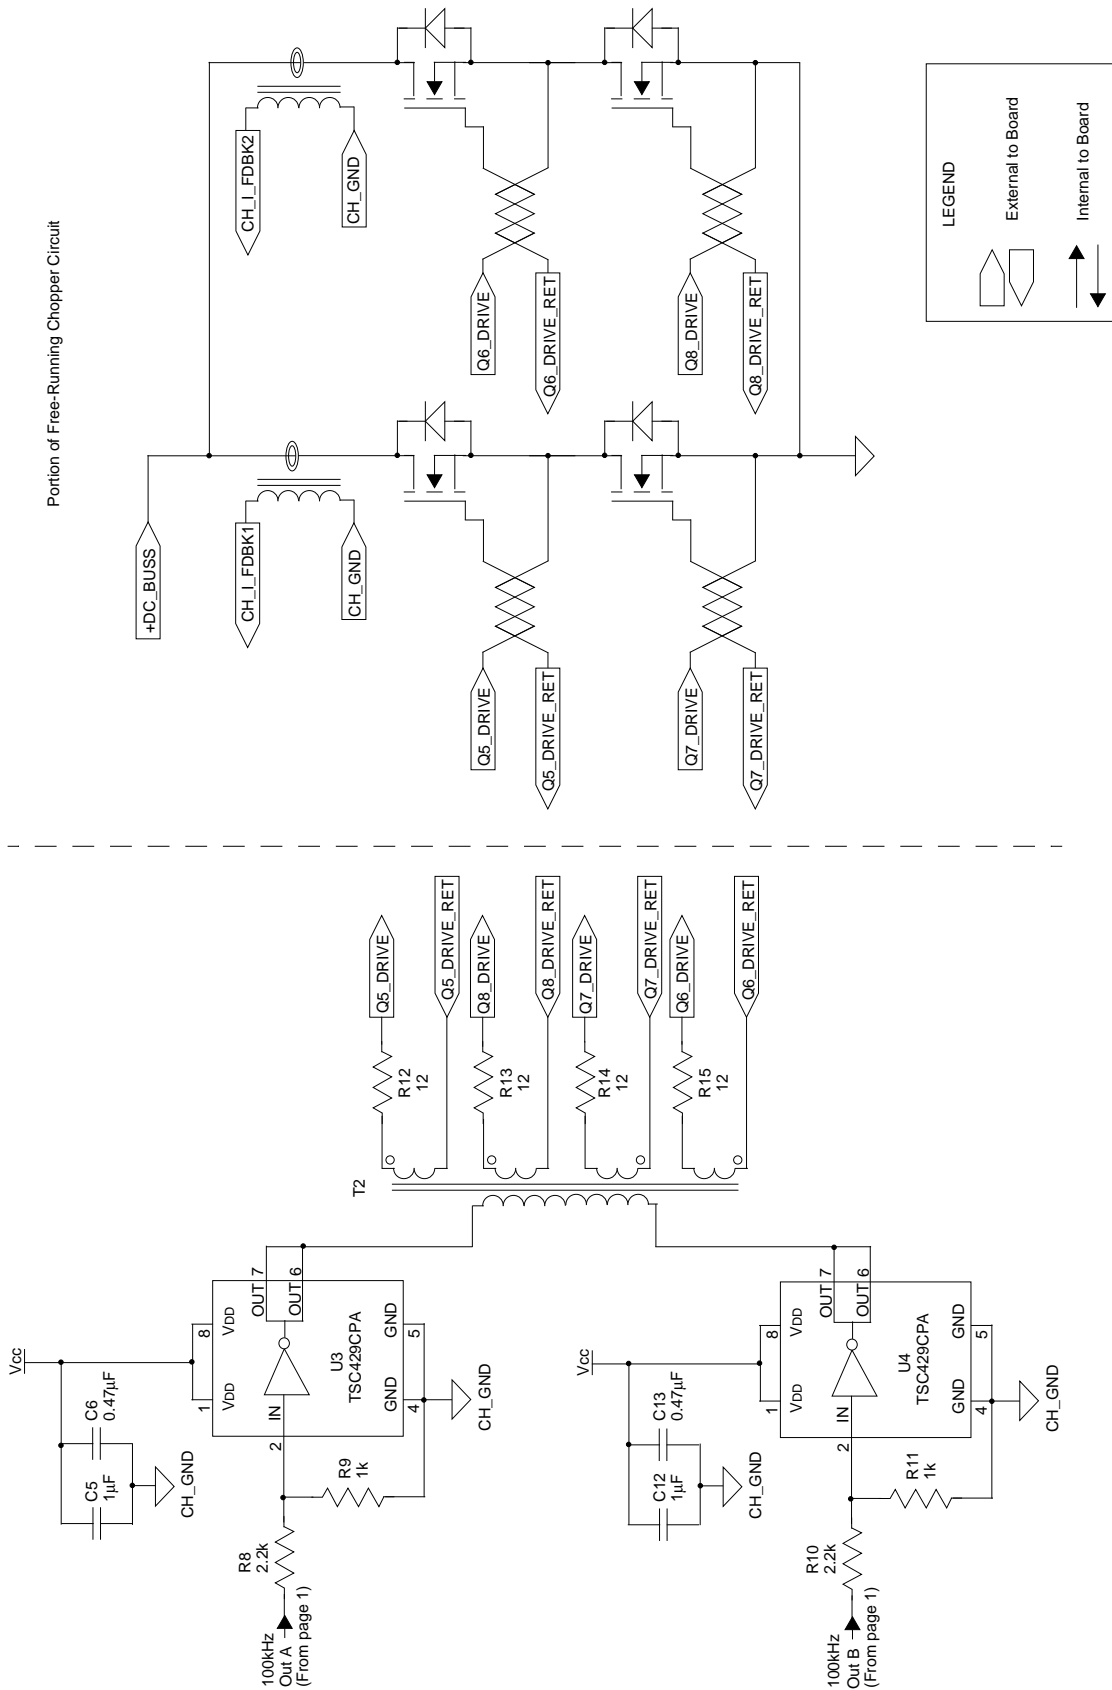 Portion of Free-Running Chopper Circuit
Vcc
C5
1µF
C6
0.47µF
CH_GND
100kHz
Out A
(From page 1)
R8
2.2k
R9
1k
1
8
VDD
VDD
2
IN
OUT 7
OUT 6
U3
TSC429CPA
GND
GND
4
5
CH_GND
Vcc
C12
1µF
C13
0.47µF
CH_GND
100kHz
Out B
(From page 1)
R10
2.2k
R11
1k
1
8
VDD
VDD
2
IN
OUT 7
OUT 6
U4
TSC429CPA
GND
GND
4
5
CH_GND
T2
R12
12
Q5_DRIVE
Q5_DRIVE_RET
R13
12
Q8_DRIVE
Q8_DRIVE_RET
R14
12
Q7_DRIVE
Q7_DRIVE_RET
R15
12
Q6_DRIVE
Q6_DRIVE_RET
+DC_BUSS
CH_I_FDBK1
CH_GND
Q5_DRIVE
Q5_DRIVE_RET
Q7_DRIVE
Q7_DRIVE_RET
CH_I_FDBK2
CH_GND
Q6_DRIVE
Q6_DRIVE_RET
Q8_DRIVE
Q8_DRIVE_RET
LEGEND
External to Board
Internal to Board